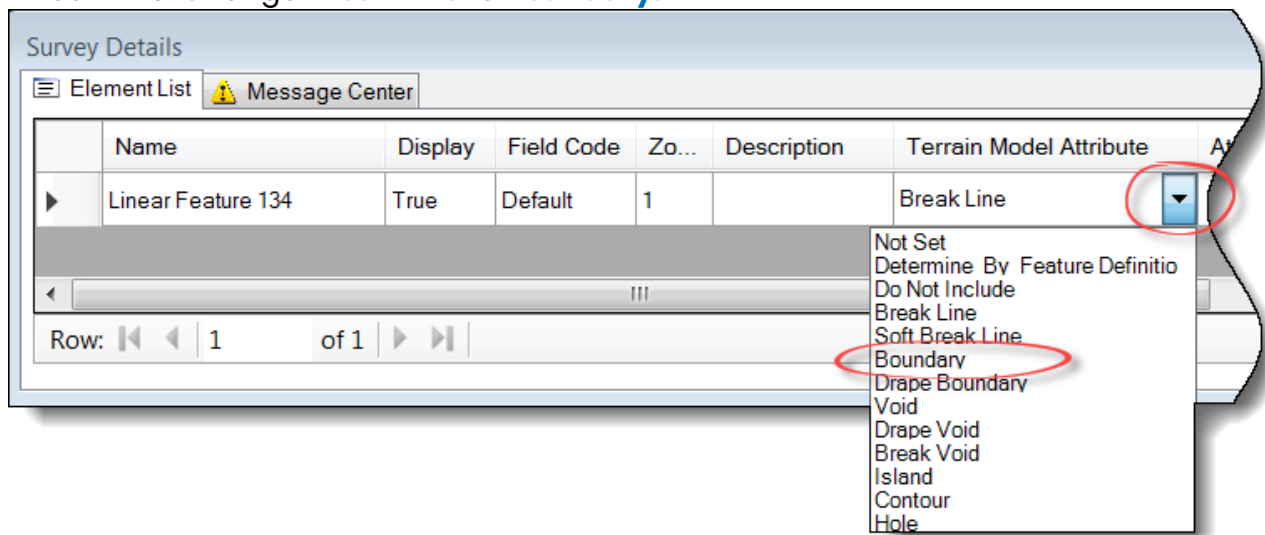 Survey Details
Element List Message Center
Name Display Field Code Zo... Description Terrain Model Attribute
Linear Feature 134 True Default 1 Break Line
Not Set
Determine By Feature Definitio
Do Not Include
Break Line
Soft Break Line
Boundary
Drape Boundary
Void
Drape Void
Break Void
Island
Contour
Hole
Row: 1 of 1